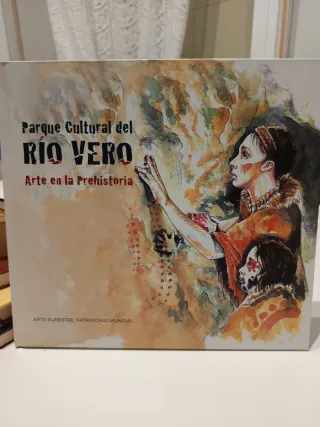 Parque Cultural del
RÍO VERO
Arte en la Prehistoria
ARTE RUPESTRE, PATRIMONIO MUNDIAL